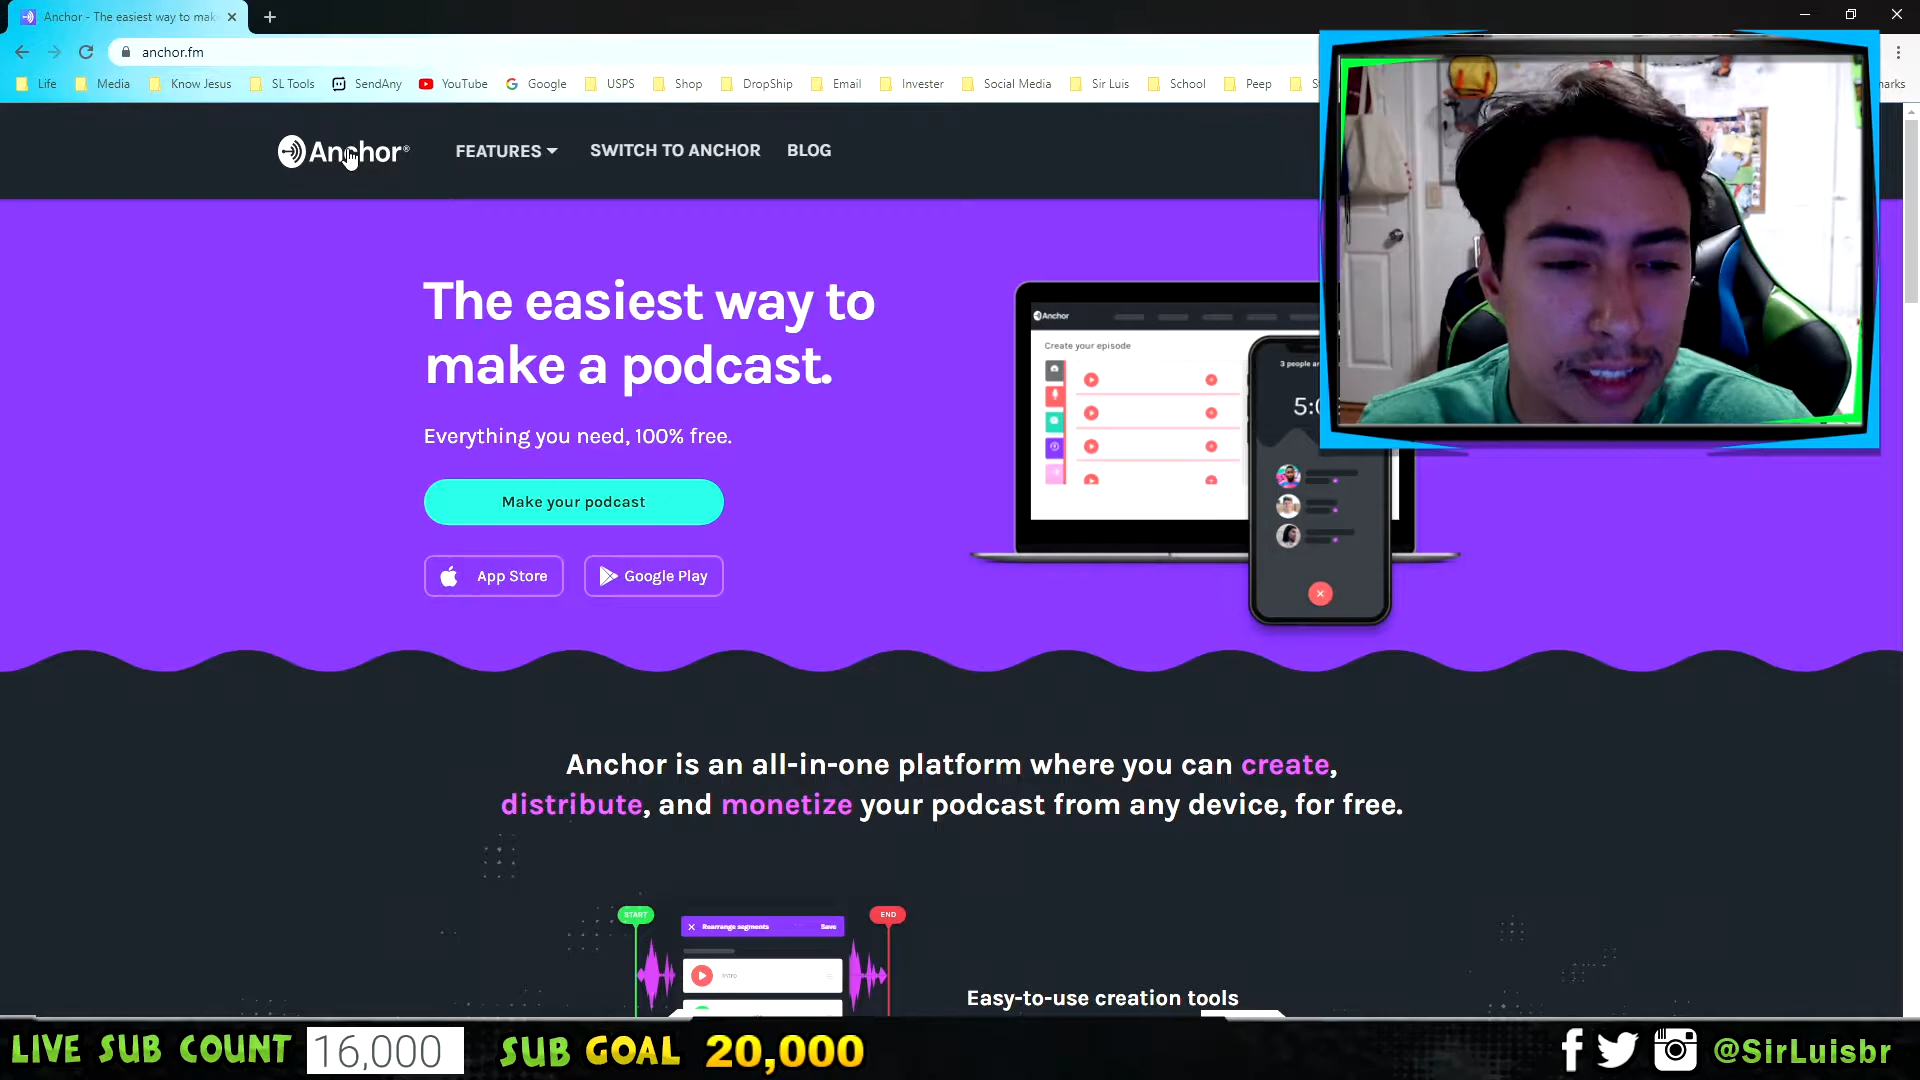 Anchor - The easiest way to mak
anchor.fm
Life
Media
Know Jesus
SL Tools
SendAny
YouTube
Google
USPS
Shop
DropShip
Email
Invester
Social Media
Sir Luis
School
Peep
Anchor®
FEATURES
SWITCH TO ANCHOR
BLOG
The easiest way to
make a podcast.
Everything you need, 100% free.
Make your podcast
App Store
Google Play
Anchor
Create your episode
3 people
Anchor is an all-in-one platform where you can create,
distribute, and monetize your podcast from any device, for free.
START
END
Rearrange segments
Save
Intro
Easy-to-use creation tools
LIVE SUB COUNT 16,000 SUB GOAL 20,000
@SirLuisbr